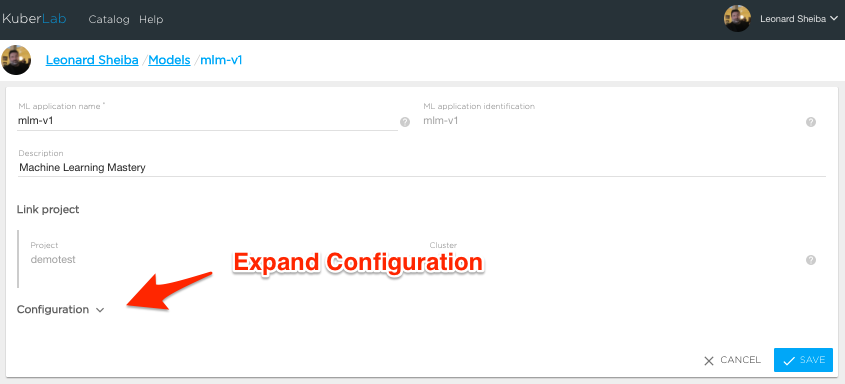 KuberLab Catalog Help Leonard Sheiba
Leonard Sheiba / Models / mlm-v1
ML application name * ML application identification
mlm-v1 ? mlm-v1 ?
Description
Machine Learning Mastery
Link project
Project Cluster
demotest ?
Expand Configuration
Configuration
CANCEL SAVE